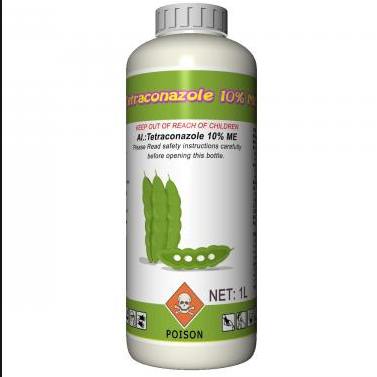 Tetraconazole 10% M
KEEP OUT OF REACH OF CHILDREN
AI.:Tetraconazole 10% ME
Please Read safety instructions carefully
before opening this bottle.
NET: 1L
POISON